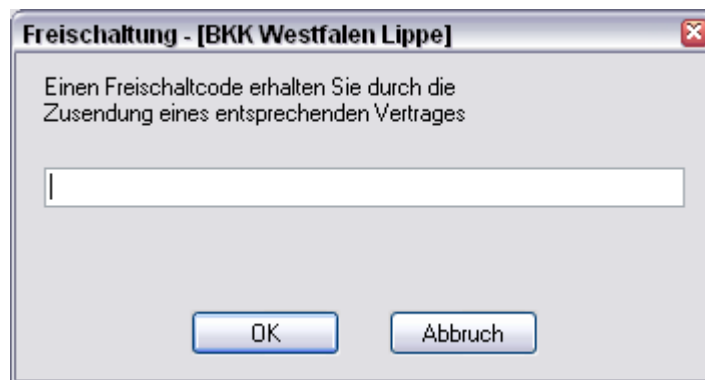 Freischaltung - [BKK Westfalen Lippe]
Einen Freischaltcode erhalten Sie durch die
Zusendung eines entsprechenden Vertrages
OK
Abbruch